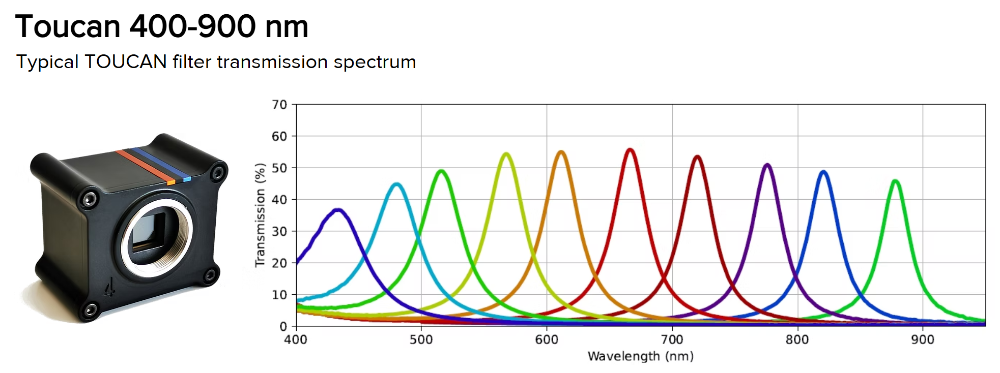 Toucan 400-900 nm
Typical TOUCAN filter transmission spectrum
70
60
50
40
30
20
10
0
Transmission (%)
400 500 600 700 800 900
Wavelength (nm)
4